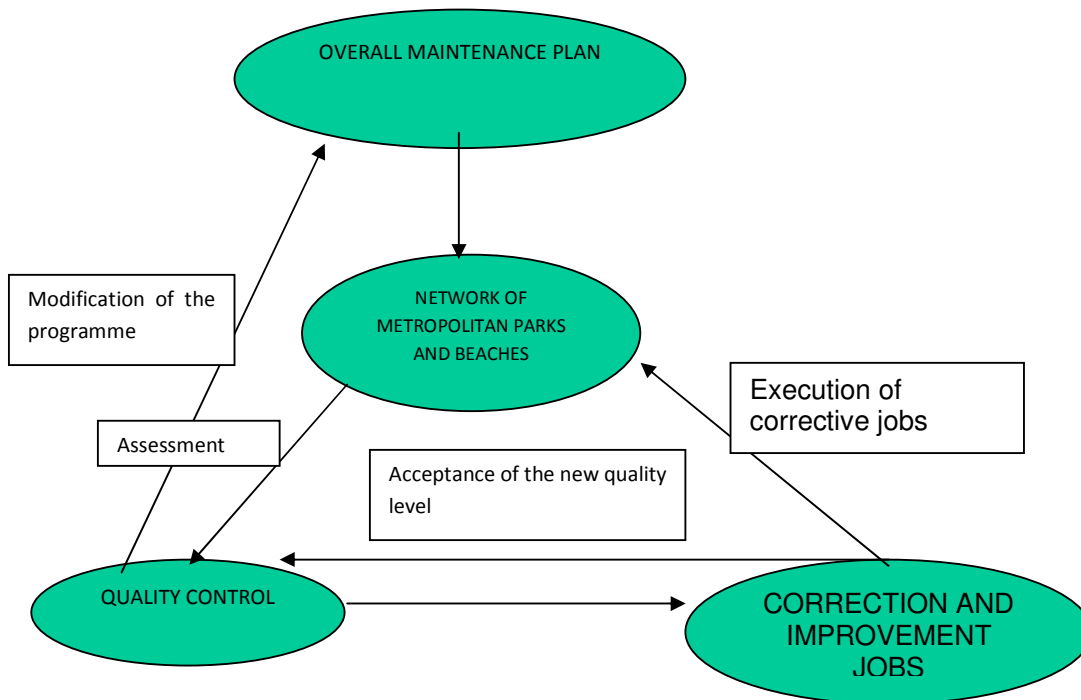 OVERALL MAINTENANCE PLAN
Modification of the
programme
NETWORK OF
METROPOLITAN PARKS
AND BEACHES
Execution of
corrective jobs
Assessment
Acceptance of the new quality
level
QUALITY CONTROL
CORRECTION AND
IMPROVEMENT
JOBS